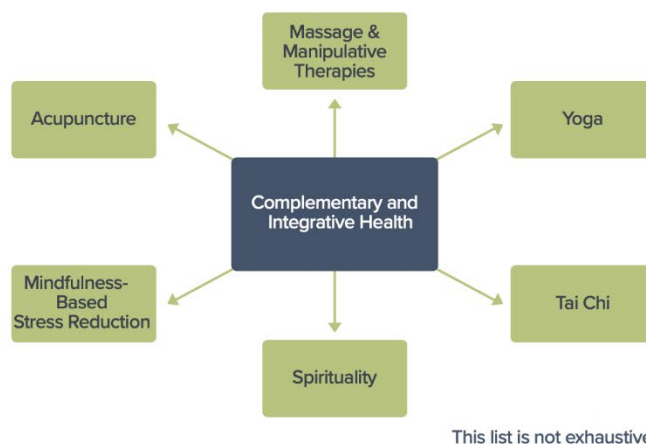 Massage &
Manipulative
Therapies
Acupuncture
Yoga
Complementary and
Integrative Health
Mindfulness-
Based
Stress Reduction
Tai Chi
Spirituality
This list is not exhaustive